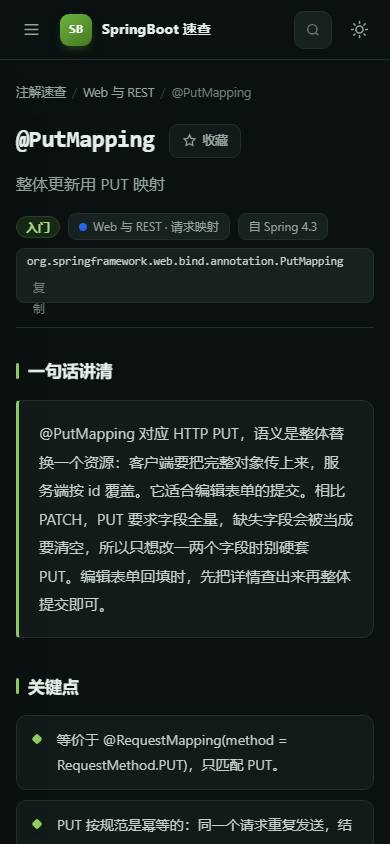 SB SpringBoot 速查
注解速查 / Web 与 REST / @PutMapping
@PutMapping 收藏
整体更新用 PUT 映射
入门 Web 与 REST · 请求映射 自 Spring 4.3
org.springframework.web.bind.annotation.PutMapping
复
制
一句话讲清
@PutMapping 对应 HTTP PUT，语义是整体替
换一个资源：客户端要把完整对象传上来，服
务端按 id 覆盖。它适合编辑表单的提交。相比
PATCH，PUT 要求字段全量，缺失字段会被当成
要清空，所以只想改一两个字段时别硬套
PUT。编辑表单回填时，先把详情查出来再整体
提交即可。
关键点
等价于 @RequestMapping(method =
RequestMethod.PUT)，只匹配 PUT。
PUT 按规范是幂等的：同一个请求重复发送，结